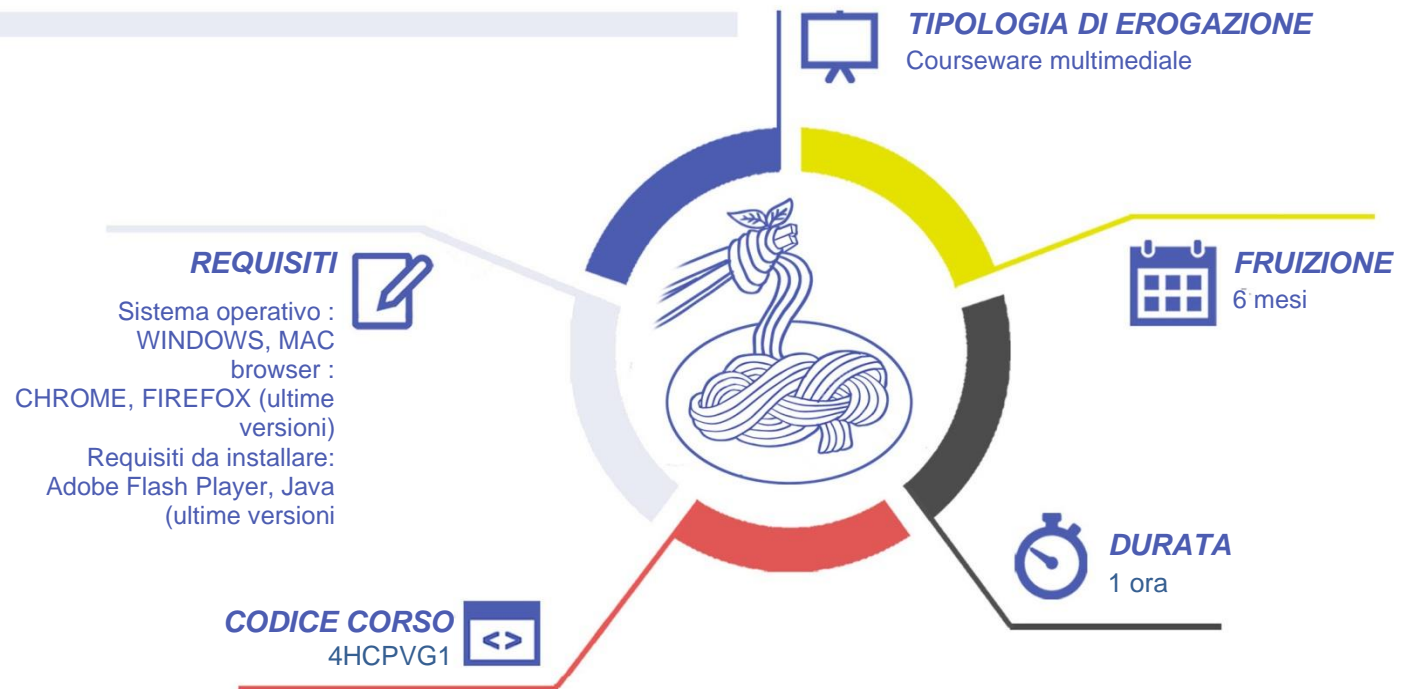 TIPOLOGIA DI EROGAZIONE
Courseware multimediale
FRUIZIONE
6 mesi
DURATA
1 ora
CODICE CORSO
4HCPVG1
<>
REQUISITI
Sistema operativo :
WINDOWS, MAC
browser :
CHROME, FIREFOX (ultime
versioni)
Requisiti da installare:
Adobe Flash Player, Java
(ultime versioni